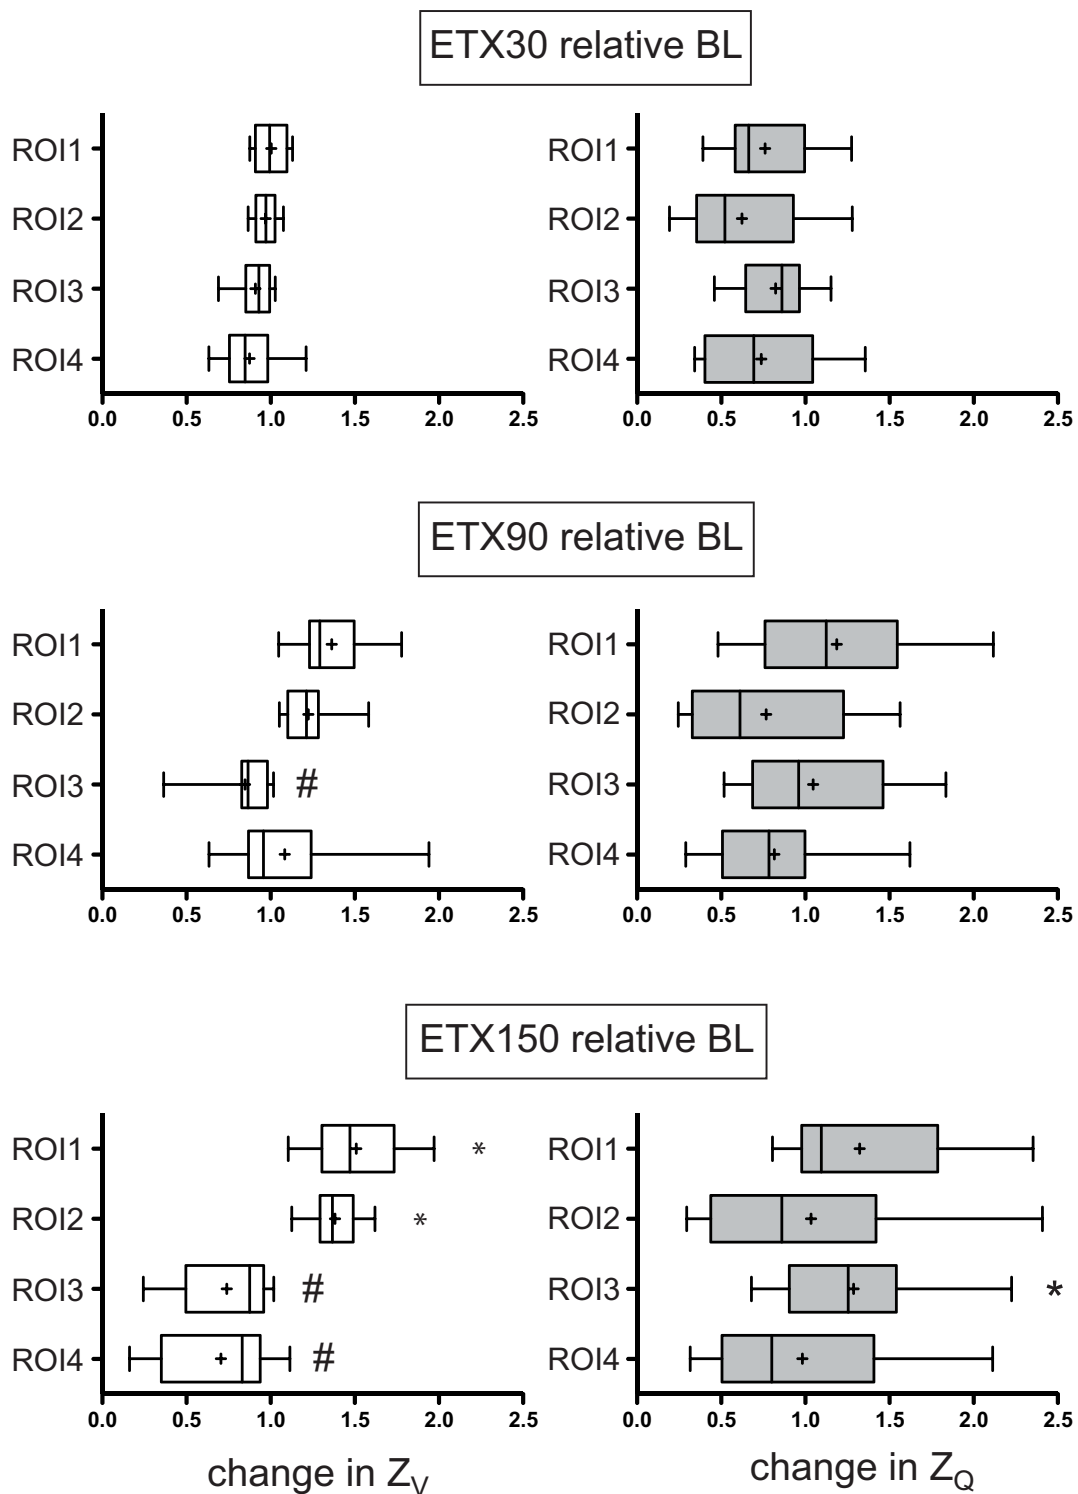 ETX30 relative BL
ROI1 ROI1
ROI2 ROI2
ROI3 ROI3
ROI4 ROI4
0.0 0.5 1.0 1.5 2.0 2.5 0.0 0.5 1.0 1.5 2.0 2.5
ETX90 relative BL
ROI1 ROI1
ROI2 ROI2
ROI3 # ROI3
ROI4 ROI4
0.0 0.5 1.0 1.5 2.0 2.5 0.0 0.5 1.0 1.5 2.0 2.5
ETX150 relative BL
ROI1 * ROI1
ROI2 * ROI2
ROI3 # ROI3 *
ROI4 # ROI4
0.0 0.5 1.0 1.5 2.0 2.5 0.0 0.5 1.0 1.5 2.0 2.5
change in ZV change in ZQ